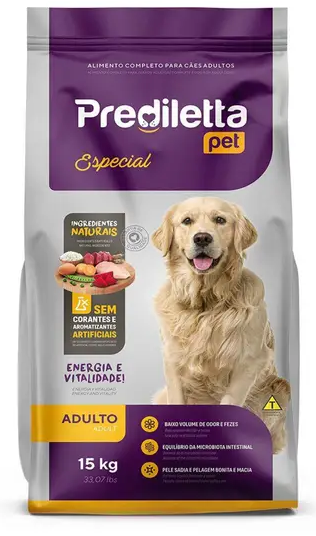 ALIMENTO COMPLETO PARA CÃES ADULTOS
Prediletta
pet
Especial
INGREDIENTES
NATURAIS
SEM
CORANTES E
AROMATIZANTES
ARTIFICIAIS
ENERGIA E
VITALIDADE!
ADULTO
ADULT
15 kg
33,07 lbs
T
BAIXO VOLUME DE ODOR E FEZES
EQUILÍBRIO DA MICROBIOTA INTESTINAL
PELE SADIA E PELAGEM BONITA E MACIA